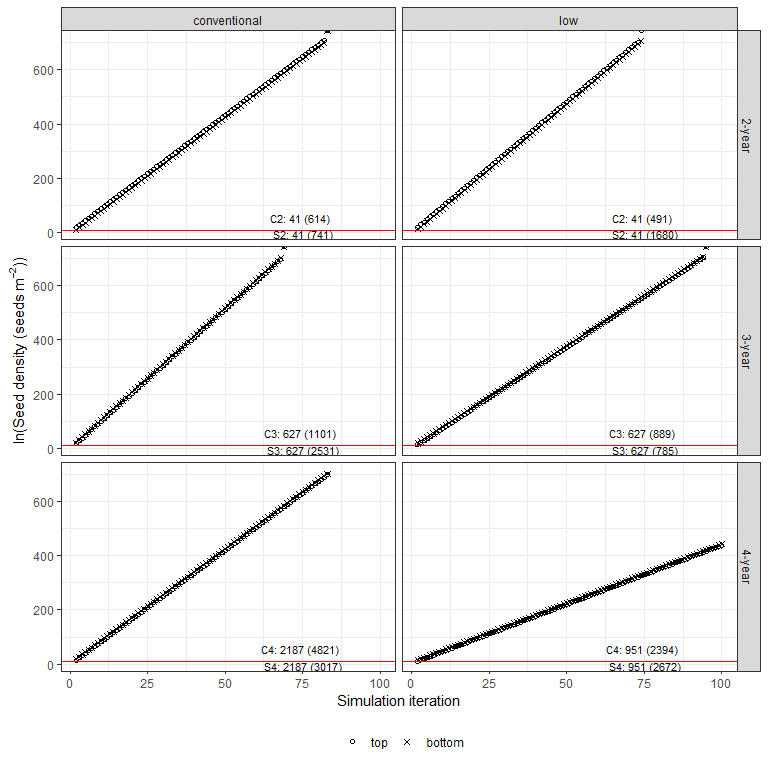 conventional
low
2-year
600
400
200
0
C2: 41 (614)
S2: 41 (741)
C2: 41 (491)
S2: 41 (1680)
3-year
600
400
200
0
C3: 627 (1101)
S3: 627 (2531)
C3: 627 (889)
S3: 627 (785)
4-year
600
400
200
0
C4: 2187 (4821)
S4: 2187 (3017)
C4: 951 (2394)
S4: 951 (2672)
ln(Seed density (seeds m⁻²))
0 25 50 75 100
0 25 50 75 100
Simulation iteration
top bottom